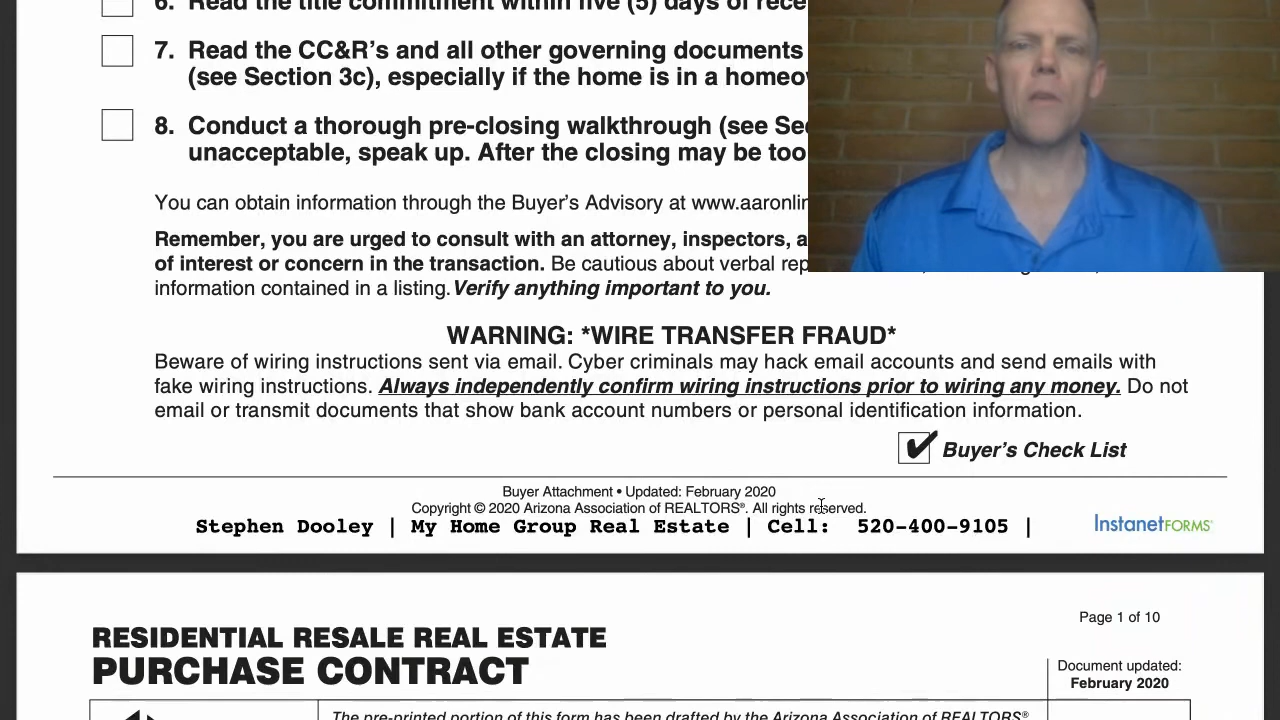 6. Read the title commitment within five (5) days of rece
7. Read the CC&R's and all other governing documents
(see Section 3c), especially if the home is in a homeo
8. Conduct a thorough pre-closing walkthrough (see Sec
unacceptable, speak up. After the closing may be too
You can obtain information through the Buyer's Advisory at www.aaronlin
Remember, you are urged to consult with an attorney, inspectors, a
of interest or concern in the transaction. Be cautious about verbal rep
information contained in a listing. Verify anything important to you.
WARNING: *WIRE TRANSFER FRAUD*
Beware of wiring instructions sent via email. Cyber criminals may hack email accounts and send emails with
fake wiring instructions. Always independently confirm wiring instructions prior to wiring any money. Do not
email or transmit documents that show bank account numbers or personal identification information.
Buyer's Check List
Buyer Attachment • Updated: February 2020
Copyright © 2020 Arizona Association of REALTORS®. All rights reserved.
Stephen Dooley | My Home Group Real Estate | Cell: 520-400-9105 |
InstanetFORMS®
Page 1 of 10
RESIDENTIAL RESALE REAL ESTATE
PURCHASE CONTRACT
Document updated:
February 2020
The pre-printed portion of this form has been drafted by the Arizona Association of REALTORS®